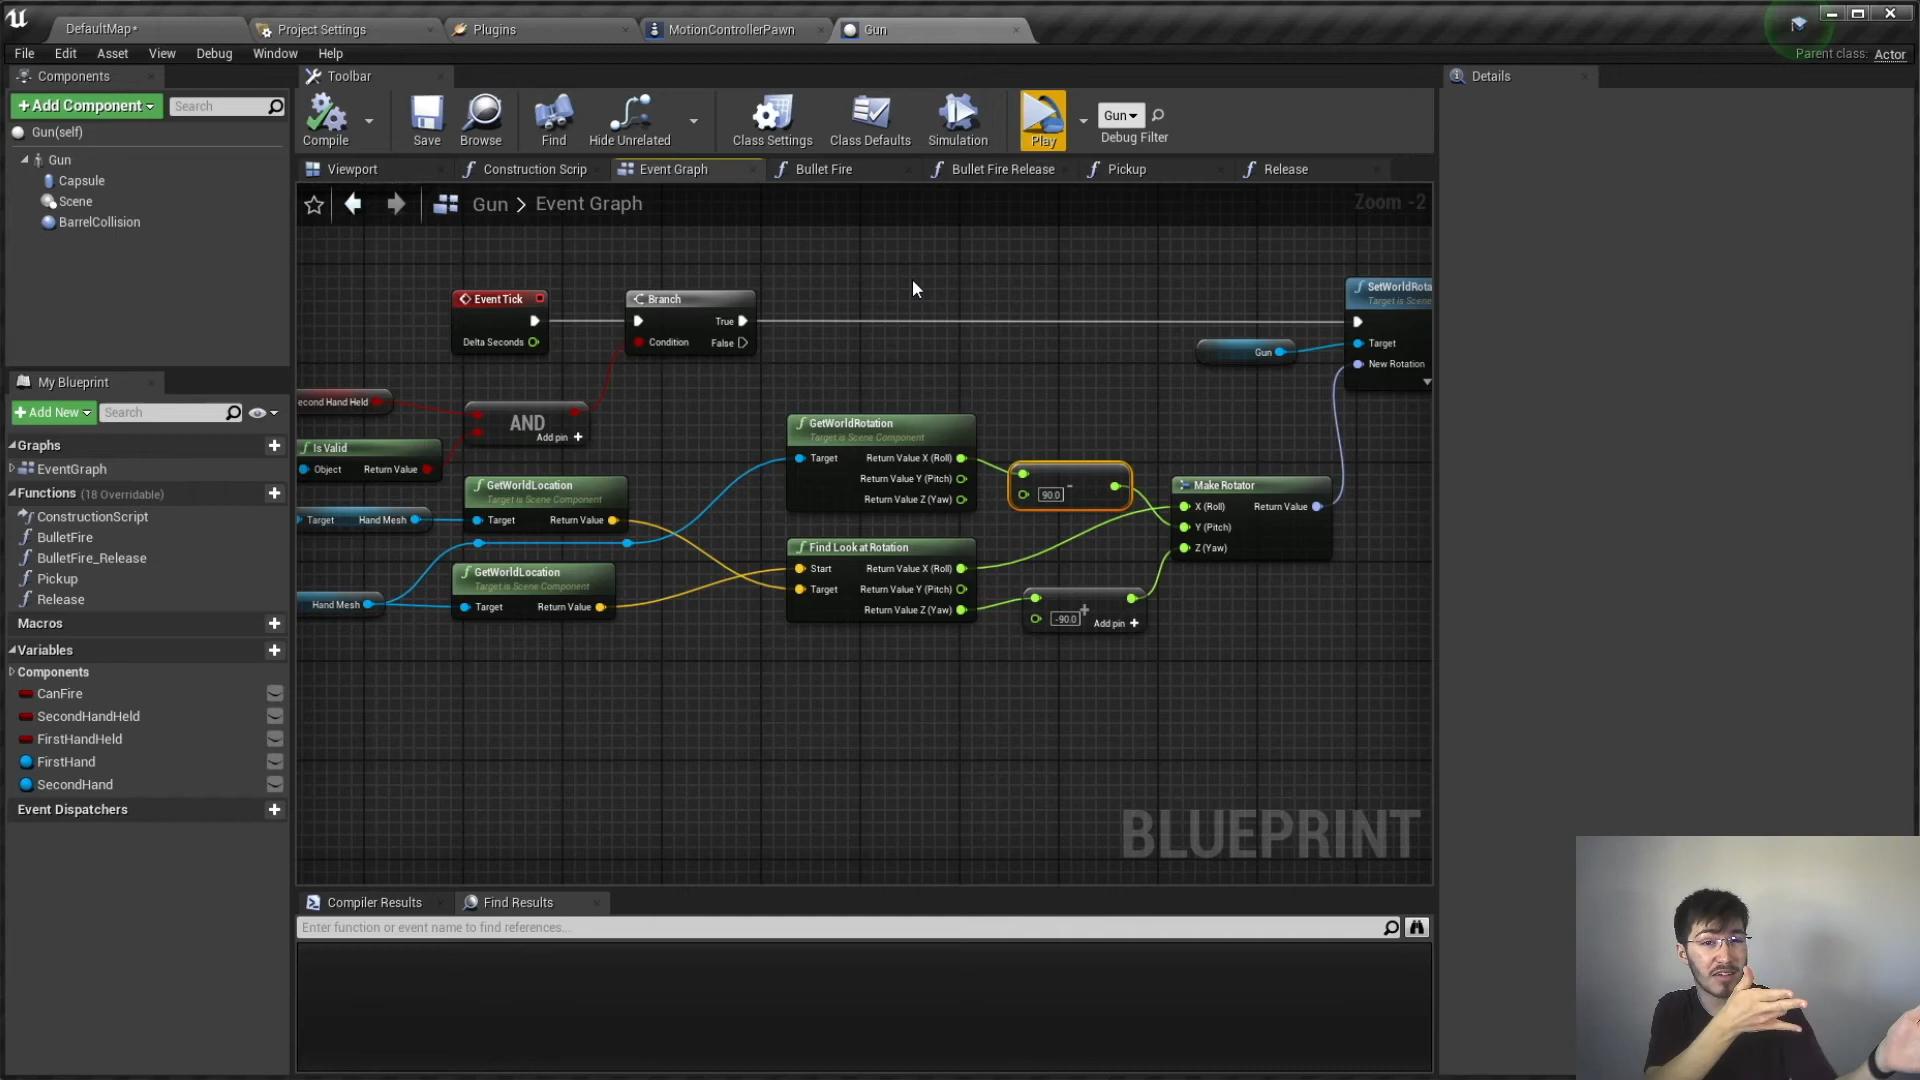 DefaultMap*
Project Settings
Plugins
MotionControllerPawn
Gun
File
Edit
Asset
View
Debug
Window
Help
Parent class: Actor
Components
Toolbar
Details
+Add Component
Search
Gun(self)
Gun
Capsule
Scene
BarrelCollision
Compile
Save
Browse
Find
Hide Unrelated
Class Settings
Class Defaults
Simulation
Play
Gun
Debug Filter
Viewport
Construction Scrip
Event Graph
Bullet Fire
Bullet Fire Release
Pickup
Release
Gun > Event Graph
Zoom -2
My Blueprint
+Add New
Search
Graphs
EventGraph
Functions (18 Overridable)
ConstructionScript
BulletFire
BulletFire_Release
Pickup
Release
Macros
Variables
Components
CanFire
SecondHandHeld
FirstHandHeld
FirstHand
SecondHand
Event Dispatchers
Event Tick
Delta Seconds
Branch
True
Condition
False
SetWorldRota
Target is Scene
Target
New Rotation
Gun
econd Hand Held
AND
Add pin +
Is Valid
Object
Return Value
GetWorldLocation
Target is Scene Component
Target
Return Value
Target
Hand Mesh
GetWorldLocation
Target is Scene Component
Target
Return Value
Hand Mesh
GetWorldRotation
Target is Scene Component
Target
Return Value X (Roll)
Return Value Y (Pitch)
Return Value Z (Yaw)
Find Look at Rotation
Start
Return Value X (Roll)
Target
Return Value Y (Pitch)
Return Value Z (Yaw)
-
90.0
+
-90.0
Add pin +
Make Rotator
X (Roll)
Return Value
Y (Pitch)
Z (Yaw)
BLUEPRINT
Compiler Results
Find Results
Enter function or event name to find references...